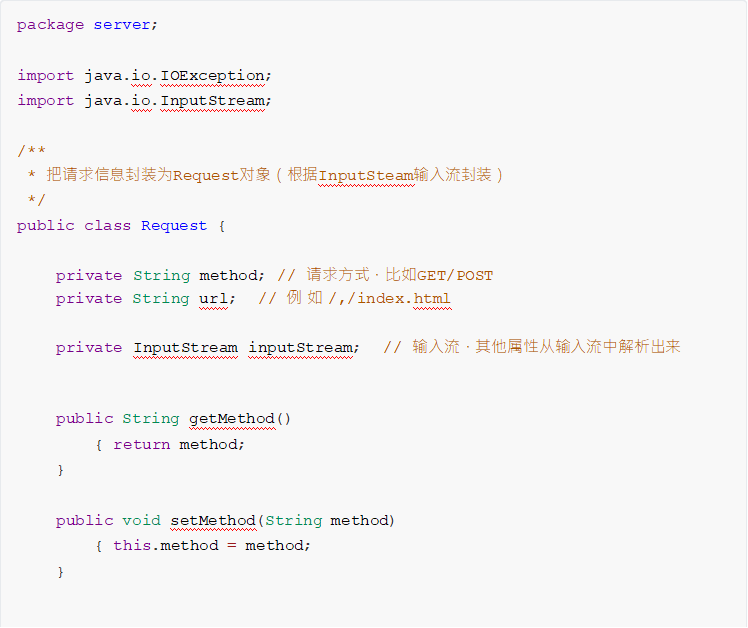 package server;
import java.io.IOException;
import java.io.InputStream;
/**
* 把请求信息封装为Request对象（根据InputSteam输入流封装）
*/
public class Request {
private String method; // 请求方式，比如GET/POST
private String url; // 例 如 /,/index.html
private InputStream inputStream; // 输入流，其他属性从输入流中解析出来
public String getMethod()
{ return method;
}
public void setMethod(String method)
{ this.method = method;
}